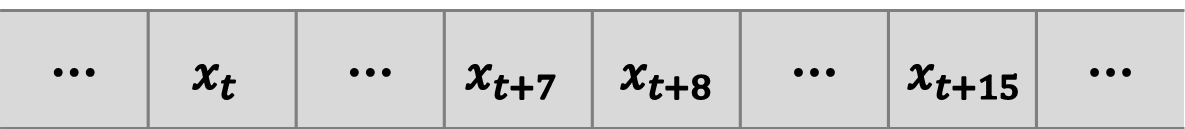 … x_t … x_{t+7} x_{t+8} … x_{t+15} …